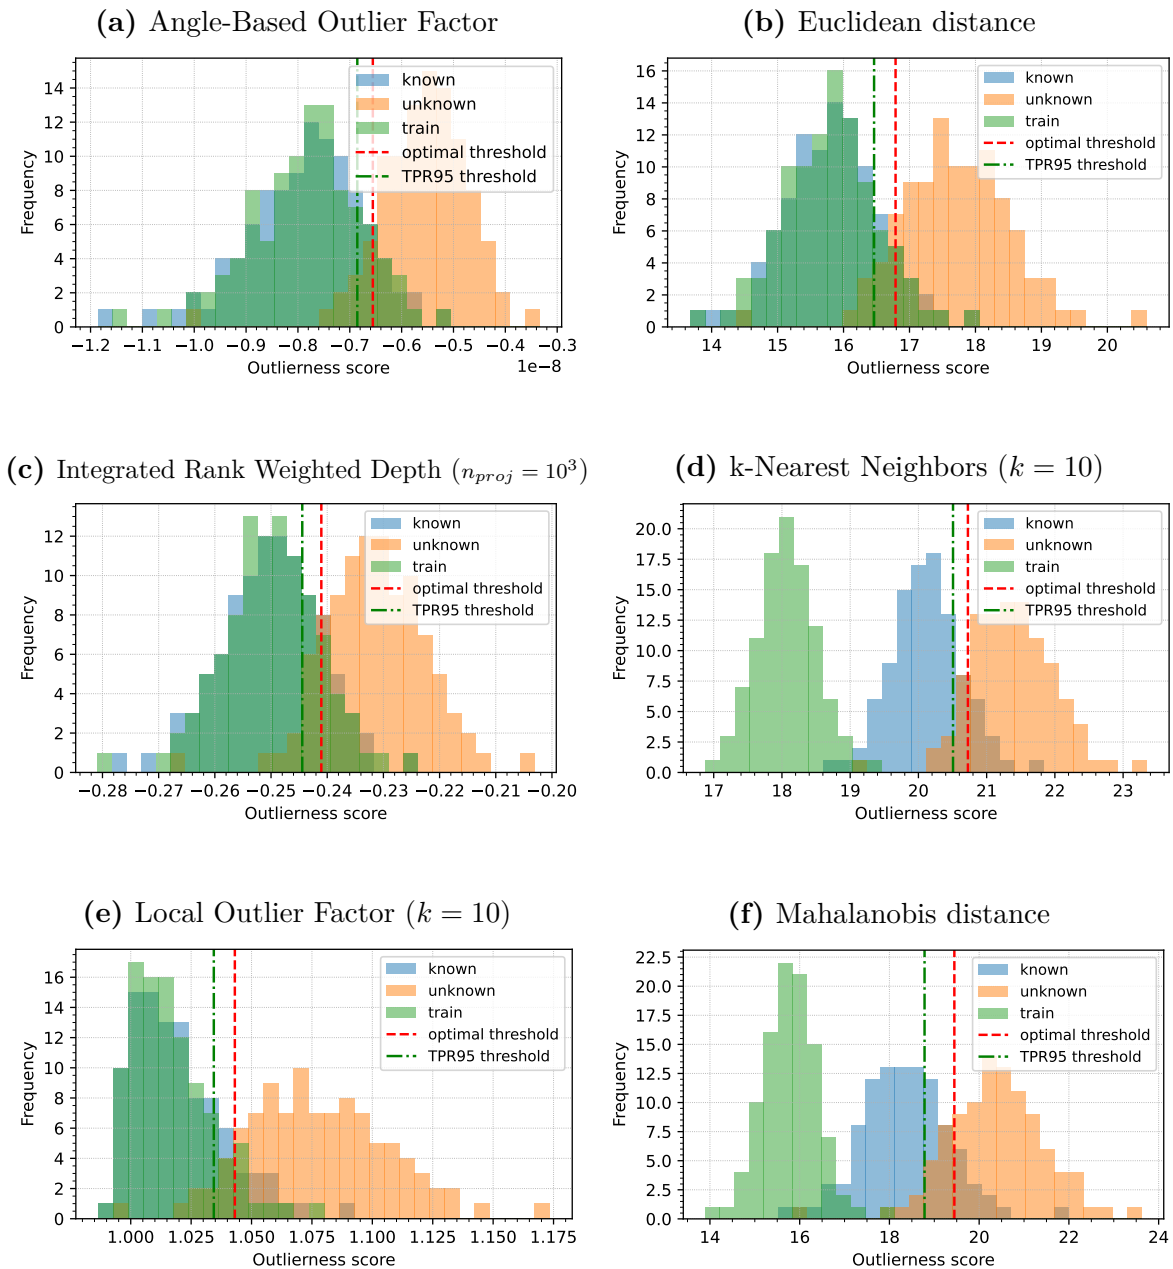 (a) Angle-Based Outlier Factor
14
12
10
8
6
4
2
0
Frequency
known
unknown
train
optimal threshold
TPR95 threshold
−1.2 −1.1 −1.0 −0.9 −0.8 −0.7 −0.6 −0.5 −0.4 −0.3
1e−8
Outlierness score
(b) Euclidean distance
16
14
12
10
8
6
4
2
0
Frequency
known
unknown
train
optimal threshold
TPR95 threshold
14 15 16 17 18 19 20
Outlierness score
(c) Integrated Rank Weighted Depth (n_{proj} = 10^3)
12
10
8
6
4
2
0
Frequency
known
unknown
train
optimal threshold
TPR95 threshold
−0.28 −0.27 −0.26 −0.25 −0.24 −0.23 −0.22 −0.21 −0.20
Outlierness score
(d) k-Nearest Neighbors (k = 10)
20.0
17.5
15.0
12.5
10.0
7.5
5.0
2.5
0.0
Frequency
known
unknown
train
optimal threshold
TPR95 threshold
17 18 19 20 21 22 23
Outlierness score
(e) Local Outlier Factor (k = 10)
16
14
12
10
8
6
4
2
0
Frequency
known
unknown
train
optimal threshold
TPR95 threshold
1.000 1.025 1.050 1.075 1.100 1.125 1.150 1.175
Outlierness score
(f) Mahalanobis distance
22.5
20.0
17.5
15.0
12.5
10.0
7.5
5.0
2.5
0.0
Frequency
known
unknown
train
optimal threshold
TPR95 threshold
14 16 18 20 22 24
Outlierness score